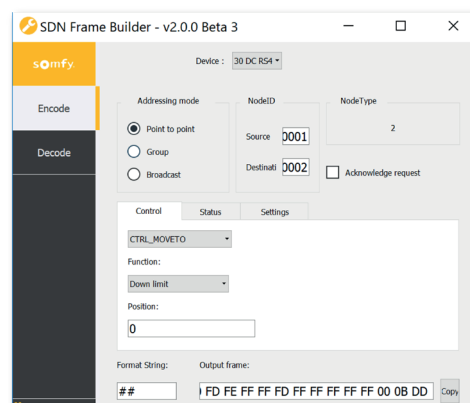 SDN Frame Builder - v2.0.0 Beta 3
somfy.
Device : 30 DC RS4
Encode
Decode
Addressing mode
Point to point
Group
Broadcast
NodeID
Source 0001
Destinati 0002
NodeType
2
Acknowledge request
Control Status Settings
CTRL_MOVETO
Function:
Down limit
Position:
0
Format String: Output frame:
## FD FE FF FF FD FF FF FF FF FF 00 0B DD Copy